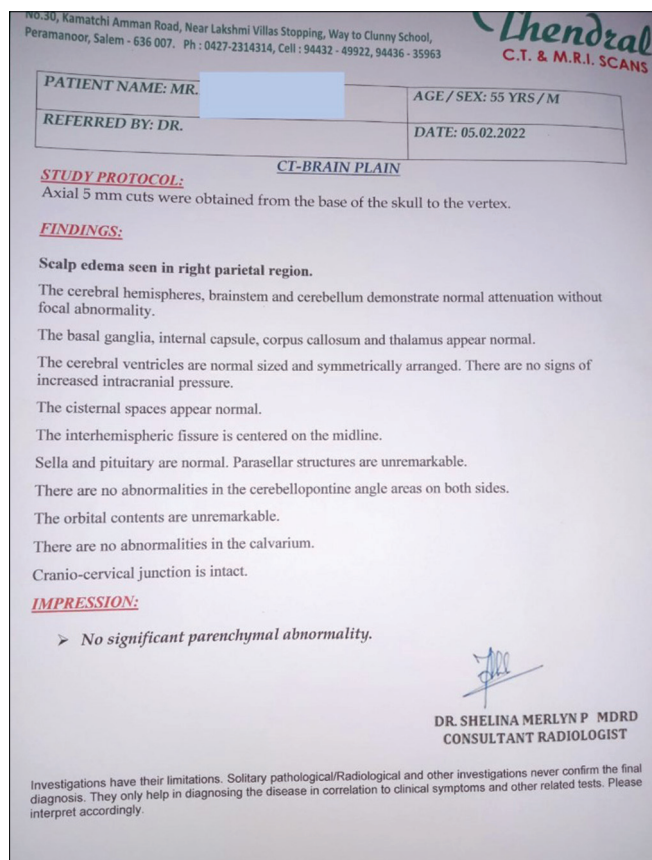 No.30, Kamatchi Amman Road, Near Lakshmi Villas Stopping, Way to Clunny School,
Peramanoor, Salem - 636 007. Ph : 0427-2314314, Cell : 94432 - 49922, 94436 - 35963
Thendral
C.T. & M.R.I. SCANS
PATIENT NAME: MR.
AGE / SEX: 55 YRS / M
REFERRED BY: DR.
DATE: 05.02.2022
CT-BRAIN PLAIN
STUDY PROTOCOL:
Axial 5 mm cuts were obtained from the base of the skull to the vertex.
FINDINGS:
Scalp edema seen in right parietal region.
The cerebral hemispheres, brainstem and cerebellum demonstrate normal attenuation without
focal abnormality.
The basal ganglia, internal capsule, corpus callosum and thalamus appear normal.
The cerebral ventricles are normal sized and symmetrically arranged. There are no signs of
increased intracranial pressure.
The cisternal spaces appear normal.
The interhemispheric fissure is centered on the midline.
Sella and pituitary are normal. Parasellar structures are unremarkable.
There are no abnormalities in the cerebellopontine angle areas on both sides.
The orbital contents are unremarkable.
There are no abnormalities in the calvarium.
Cranio-cervical junction is intact.
IMPRESSION:
➢ No significant parenchymal abnormality.
DR. SHELINA MERLYN P MDRD
CONSULTANT RADIOLOGIST
Investigations have their limitations. Solitary pathological/Radiological and other investigations never confirm the final
diagnosis. They only help in diagnosing the disease in correlation to clinical symptoms and other related tests. Please
interpret accordingly.